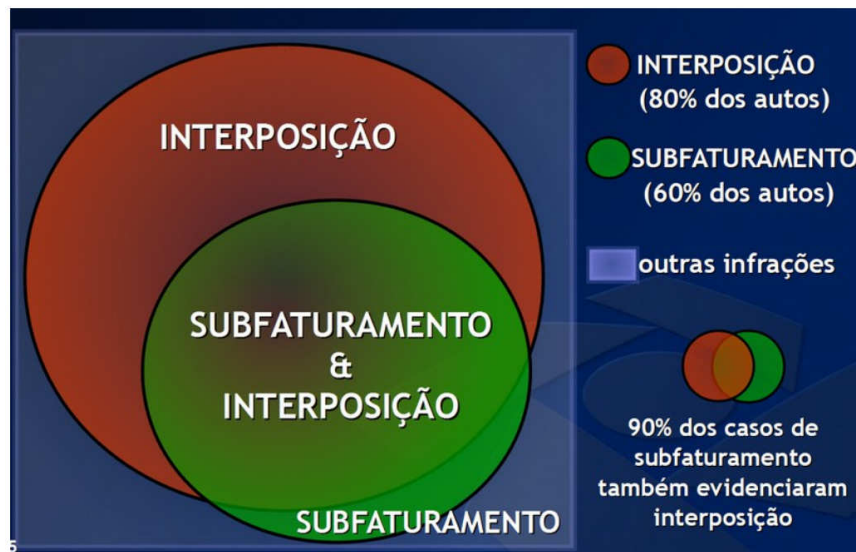 INTERPOSIÇÃO
SUBFATURAMENTO
&
INTERPOSIÇÃO
SUBFATURAMENTO
INTERPOSIÇÃO
(80% dos autos)
SUBFATURAMENTO
(60% dos autos)
outras infrações
90% dos casos de
subfaturamento
também evidenciaram
interposição